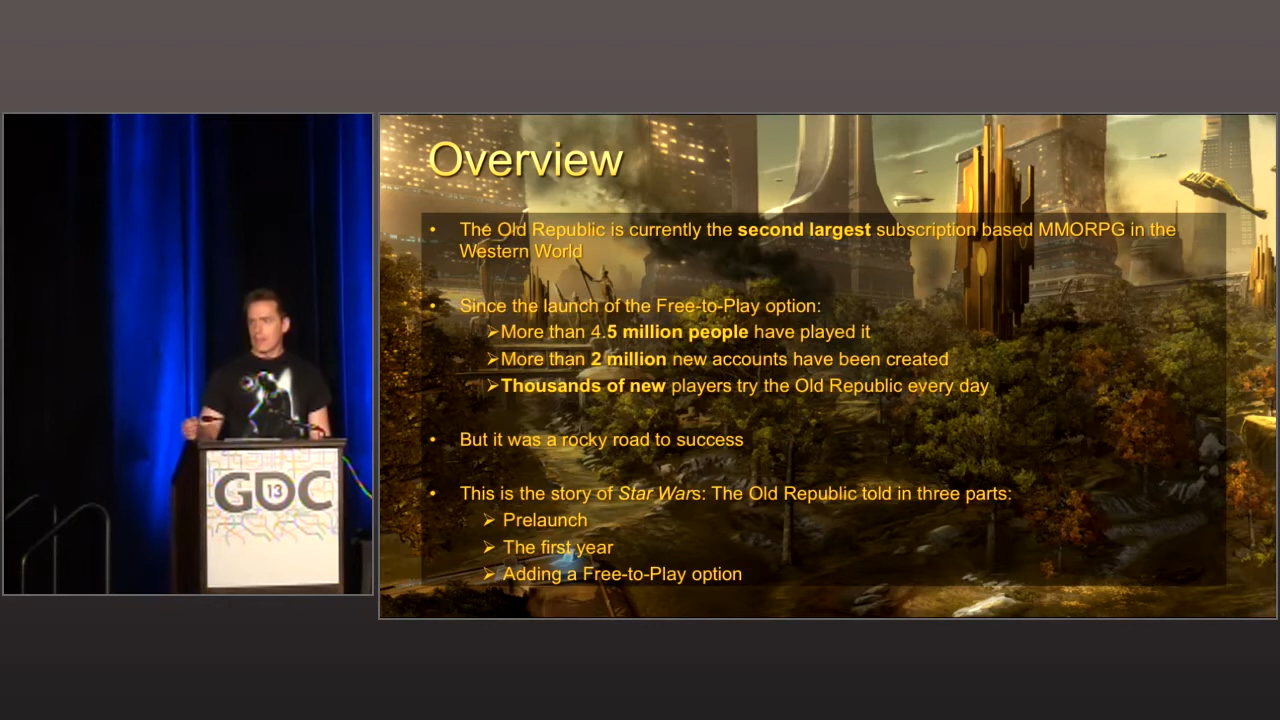 Overview
• The Old Republic is currently the second largest subscription based MMORPG in the
Western World
• Since the launch of the Free-to-Play option:
➢More than 4.5 million people have played it
➢More than 2 million new accounts have been created
➢Thousands of new players try the Old Republic every day
• But it was a rocky road to success
• This is the story of Star Wars: The Old Republic told in three parts:
➢ Prelaunch
➢ The first year
➢ Adding a Free-to-Play option
GDC
13